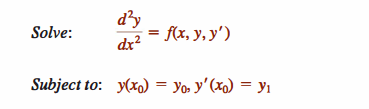 Solve: d²y/dx² = f(x, y, y′)
Subject to: y(x₀) = y₀, y′(x₀) = y₁